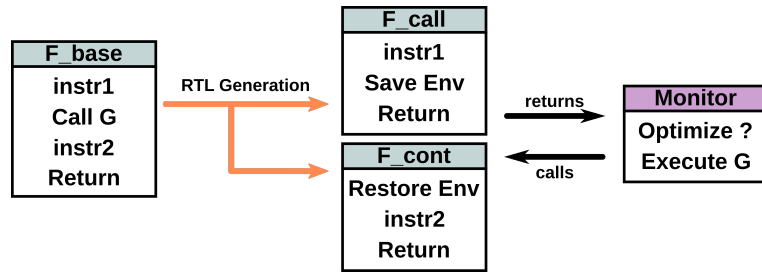 F_base
instr1
Call G
instr2
Return
RTL Generation
F_call
instr1
Save Env
Return
F_cont
Restore Env
instr2
Return
returns
calls
Monitor
Optimize ?
Execute G